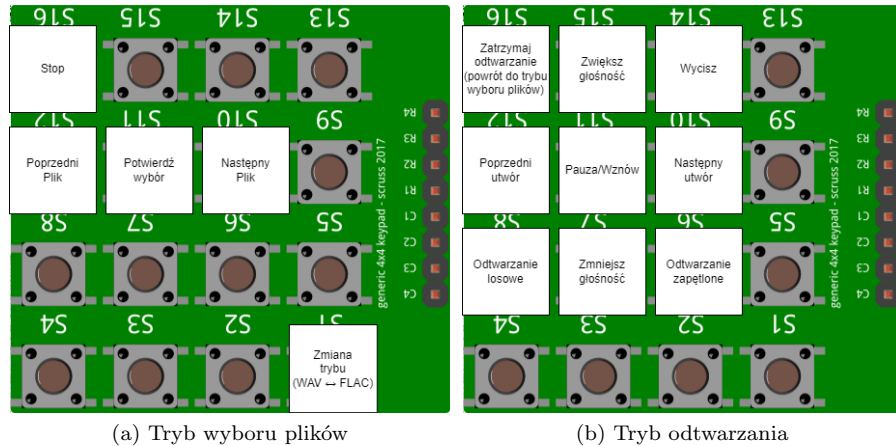 S16 S15 S14 S13
Stop
S12 S11 S10 S9
Poprzedni
Plik
Potwierdź
wybór
Następny
Plik
S8 S7 S6 S5
S4 S3 S2 S1
Zmiana
trybu
(WAV ↔ FLAC)
R4
R3
R2
R1
C1
C2
C3
C4
generic 4x4 keypad - scruss 2017
(a) Tryb wyboru plików
S16 S15 S14 S13
Zatrzymaj
odtwarzanie
(powrót do trybu
wyboru plików)
Zwiększ
głośność
Wycisz
S12 S11 S10 S9
Poprzedni
utwór
Pauza/Wznów
Następny
utwór
S8 S7 S6 S5
Odtwarzanie
losowe
Zmniejsz
głośność
Odtwarzanie
zapętlone
S4 S3 S2 S1
R4
R3
R2
R1
C1
C2
C3
C4
generic 4x4 keypad - scruss 2017
(b) Tryb odtwarzania